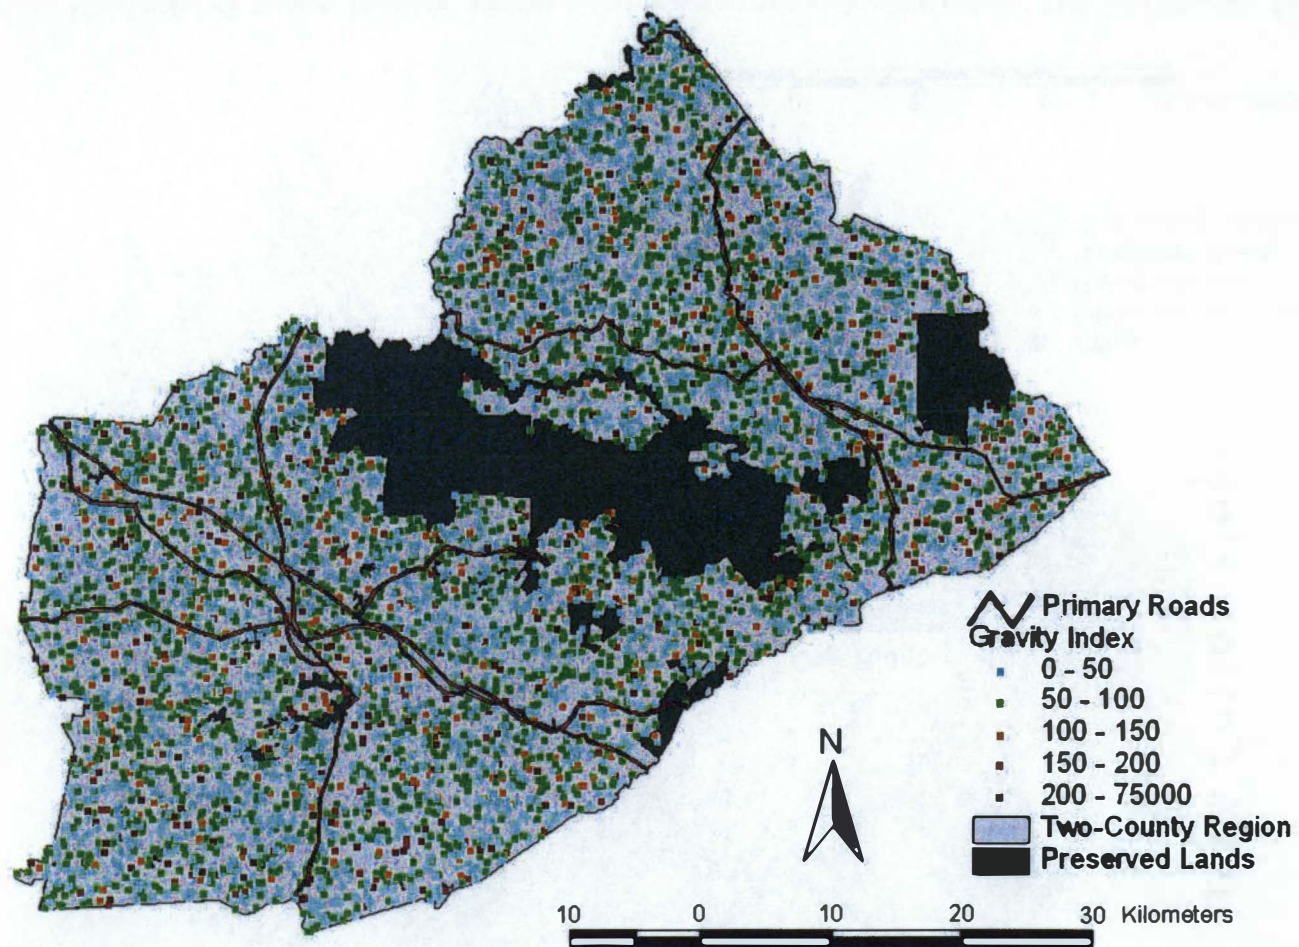 Primary Roads
Gravity Index
0 - 50
50 - 100
100 - 150
150 - 200
200 - 75000
Two-County Region
Preserved Lands
N
10 0 10 20 30 Kilometers